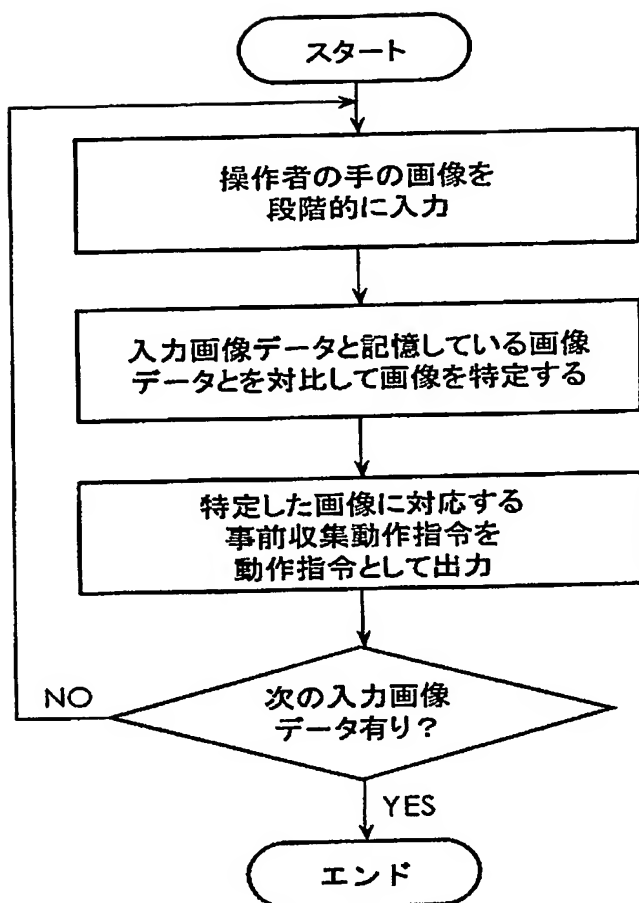 スタート
操作者の手の画像を
段階的に入力
入力画像データと記憶している画像
データとを対比して画像を特定する
特定した画像に対応する
事前収集動作指令を
動作指令として出力
次の入力画像
データ有り?
NO
YES
エンド